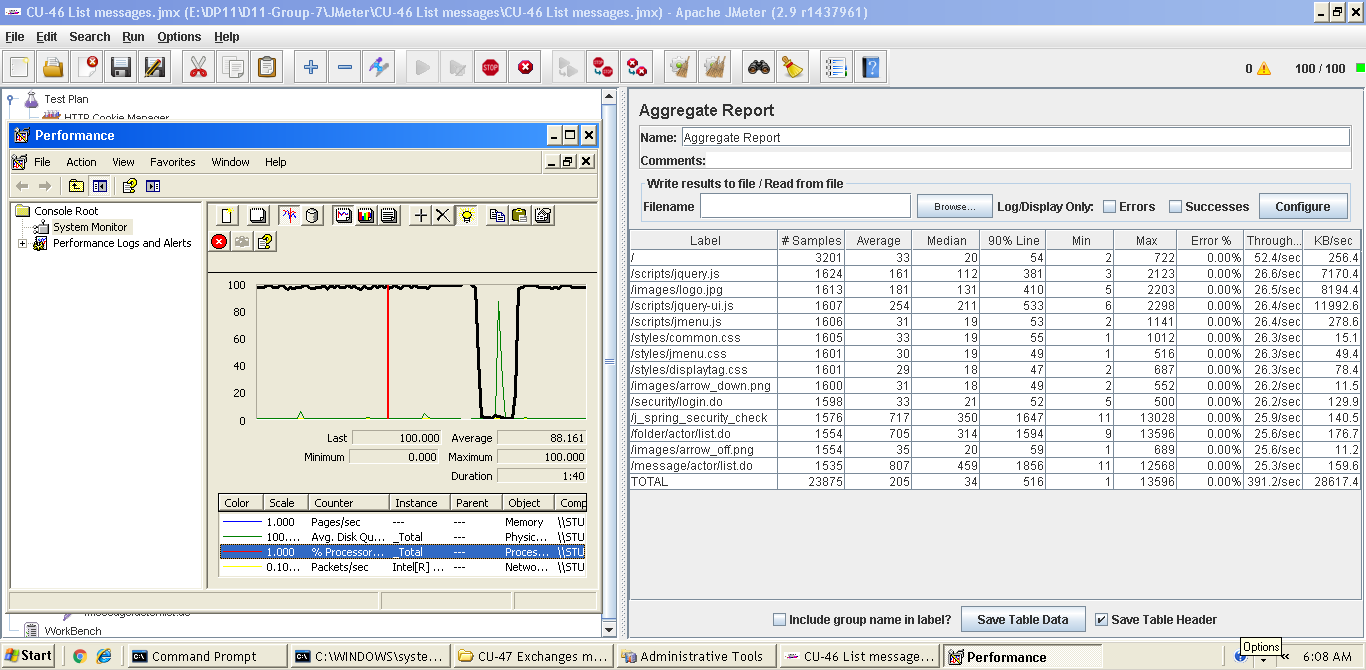 CU-46 List messages.jmx (E:\DP11\D11-Group-7\JMeter\CU-46 List messages\CU-46 List messages.jmx) - Apache JMeter (2.9 r1437961)
File Edit Search Run Options Help
0 100 / 100
Test Plan
HTTP Cookie Manager
Performance
File Action View Favorites Window Help
Console Root
System Monitor
Performance Logs and Alerts
100
80
60
40
20
0
Last 100.000 Average 88.161
Minimum 0.000 Maximum 100.000
Duration 1:40
Color Scale Counter Instance Parent Object Comp
1.000 Pages/sec --- --- Memory \\STU
100.... Avg. Disk Qu... _Total --- Physic... \\STU
1.000 % Processor... _Total --- Proces... \\STU
0.10... Packets/sec Intel[R] ... --- Netwo... \\STU
WorkBench
Aggregate Report
Name: Aggregate Report
Comments:
Write results to file / Read from file
Filename Browse... Log/Display Only: Errors Successes Configure
Label # Samples Average Median 90% Line Min Max Error % Through... KB/sec
/ 3201 33 20 54 2 722 0.00% 52.4/sec 256.4
/scripts/jquery.js 1624 161 112 381 3 2123 0.00% 26.6/sec 7170.4
/images/logo.jpg 1613 181 131 410 5 2203 0.00% 26.5/sec 8194.4
/scripts/jquery-ui.js 1607 254 211 533 6 2298 0.00% 26.4/sec 11992.6
/scripts/jmenu.js 1606 31 19 53 2 1141 0.00% 26.4/sec 278.6
/styles/common.css 1605 33 19 55 1 1012 0.00% 26.3/sec 15.1
/styles/jmenu.css 1601 30 19 49 1 516 0.00% 26.3/sec 49.4
/styles/displaytag.css 1601 29 18 47 2 687 0.00% 26.3/sec 78.4
/images/arrow_down.png 1600 31 18 49 2 552 0.00% 26.2/sec 11.5
/security/login.do 1598 33 21 52 5 500 0.00% 26.2/sec 129.9
/j_spring_security_check 1576 717 350 1647 11 13028 0.00% 25.9/sec 140.5
/folder/actor/list.do 1554 705 314 1594 9 13596 0.00% 25.6/sec 176.7
/images/arrow_off.png 1554 35 20 59 1 689 0.00% 25.6/sec 11.2
/message/actor/list.do 1535 807 459 1856 11 12568 0.00% 25.3/sec 159.6
TOTAL 23875 205 34 516 1 13596 0.00% 391.2/sec 28617.4
Include group name in label? Save Table Data Save Table Header
Options
Start Command Prompt C:\WINDOWS\syste... CU-47 Exchanges m... Administrative Tools CU-46 List message... Performance 6:08 AM